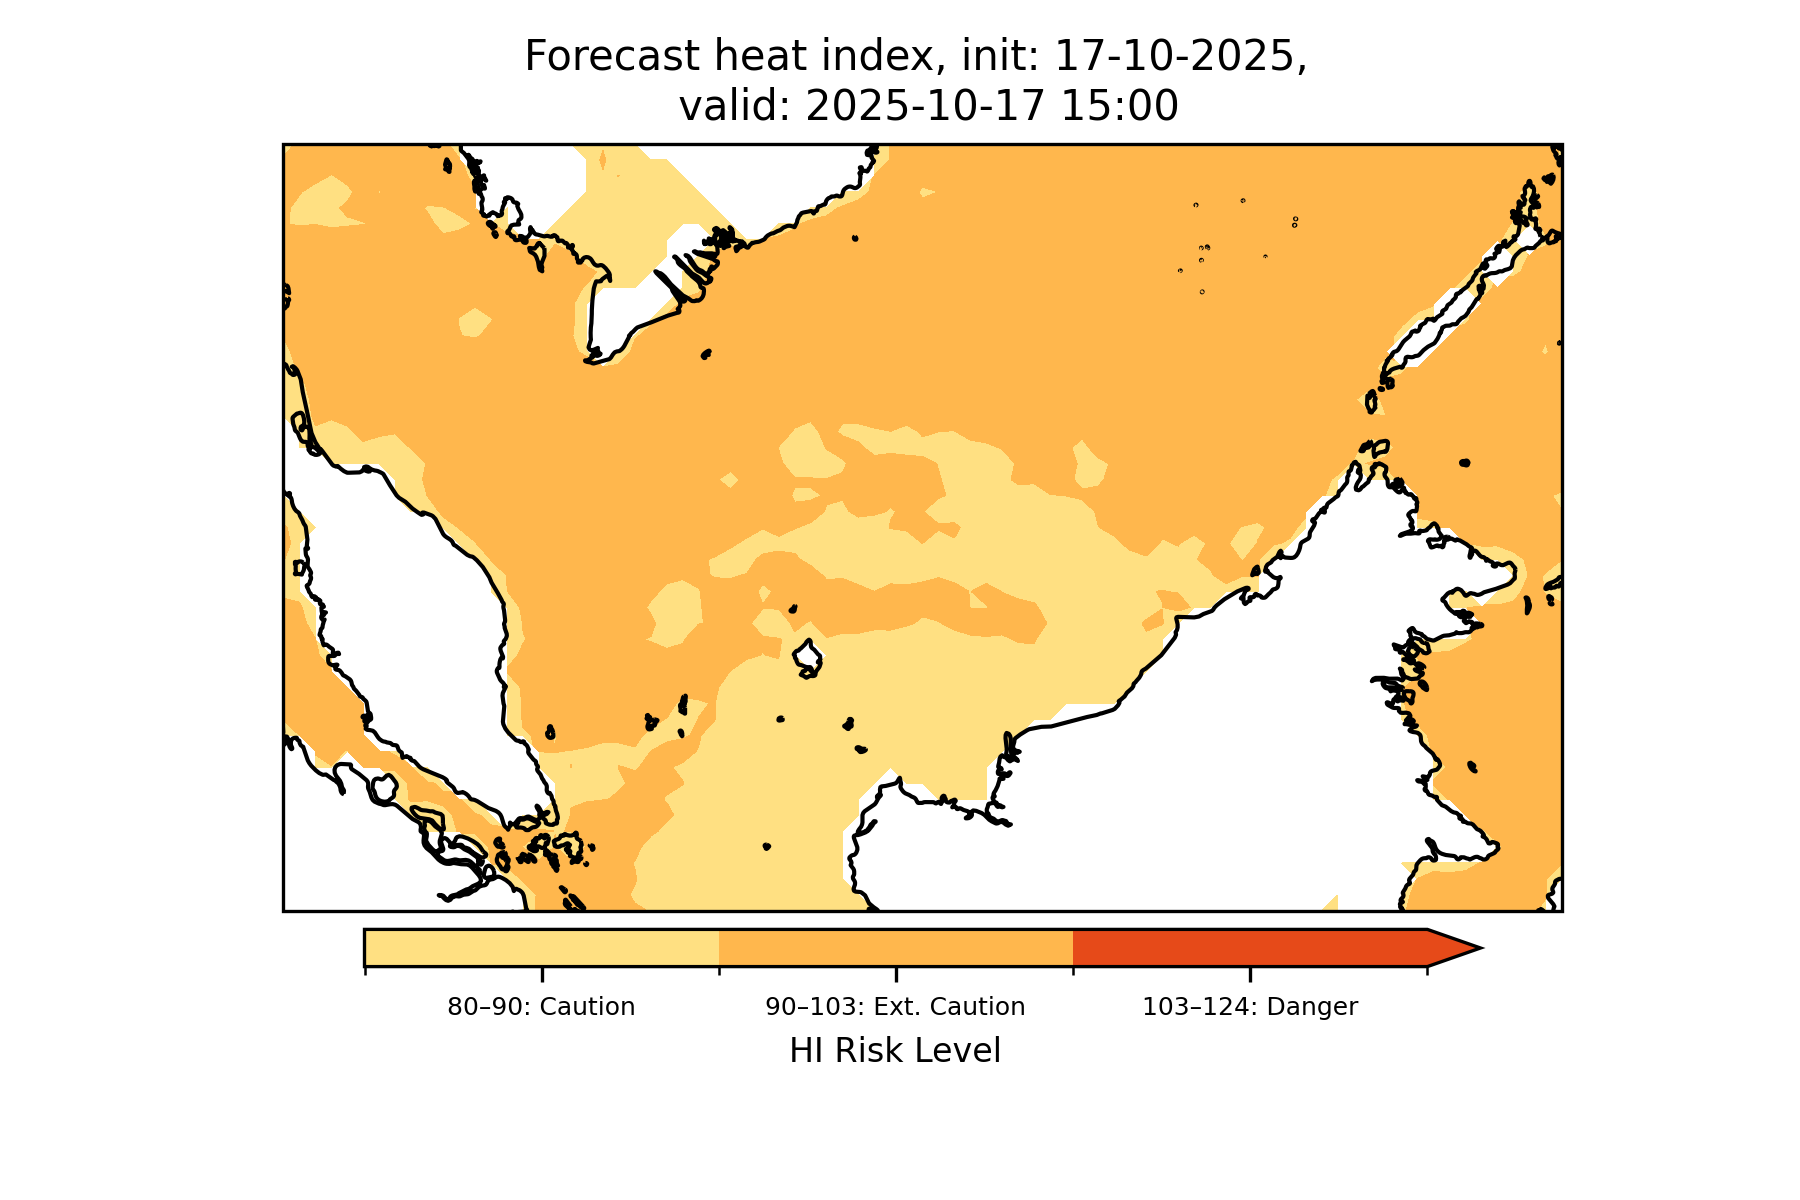 Forecast heat index, init: 17-10-2025,
valid: 2025-10-17 15:00
80–90: Caution
90–103: Ext. Caution
103–124: Danger
HI Risk Level